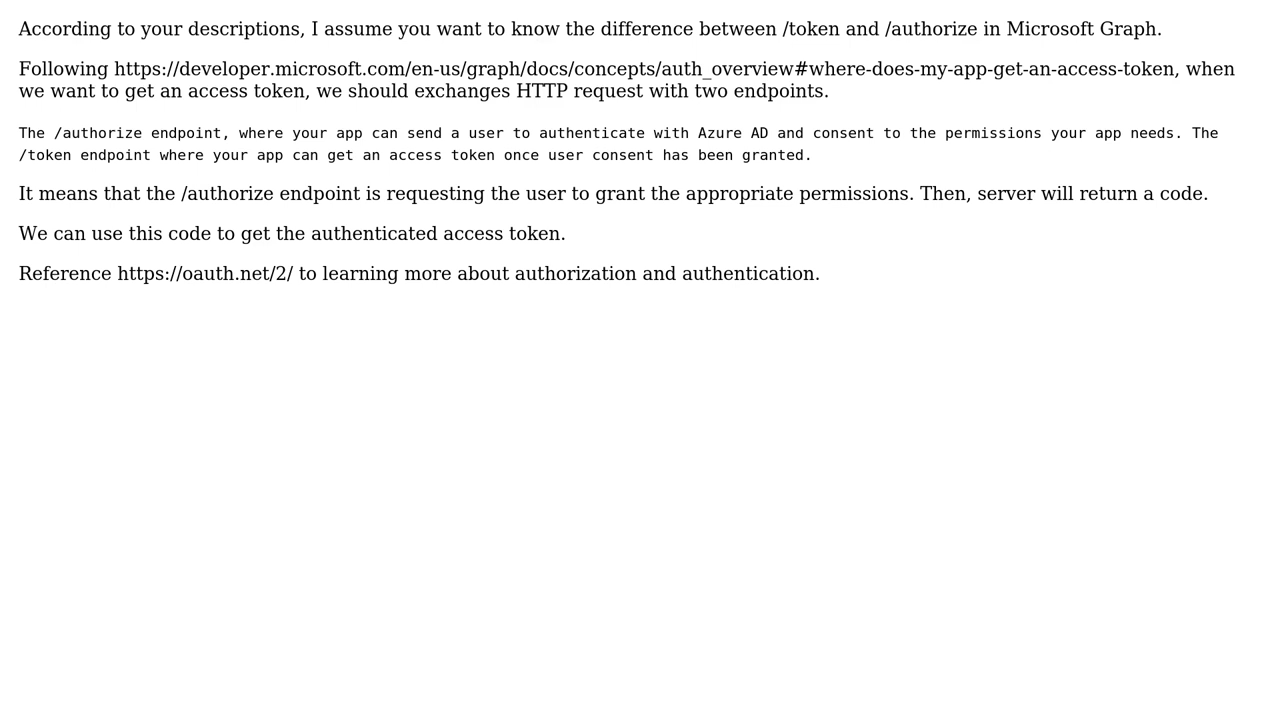 According to your descriptions, I assume you want to know the difference between /token and /authorize in Microsoft Graph.
Following https://developer.microsoft.com/en-us/graph/docs/concepts/auth_overview#where-does-my-app-get-an-access-token, when
we want to get an access token, we should exchanges HTTP request with two endpoints.
The /authorize endpoint, where your app can send a user to authenticate with Azure AD and consent to the permissions your app needs. The
/token endpoint where your app can get an access token once user consent has been granted.
It means that the /authorize endpoint is requesting the user to grant the appropriate permissions. Then, server will return a code.
We can use this code to get the authenticated access token.
Reference https://oauth.net/2/ to learning more about authorization and authentication.